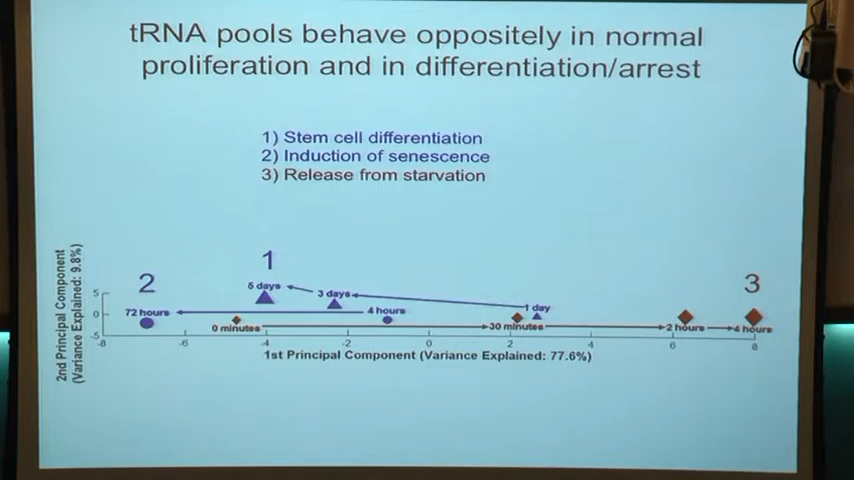 tRNA pools behave oppositely in normal
proliferation and in differentiation/arrest
1) Stem cell differentiation
2) Induction of senescence
3) Release from starvation
2nd Principal Component
(Variance Explained: 9.8%)
5
0
-5
2
72 hours
1
5 days
3 days
4 hours
0 minutes
1 day
30 minutes
3
2 hours
4 hours
-8
-6
-4
-2
0
2
4
6
8
1st Principal Component (Variance Explained: 77.6%)